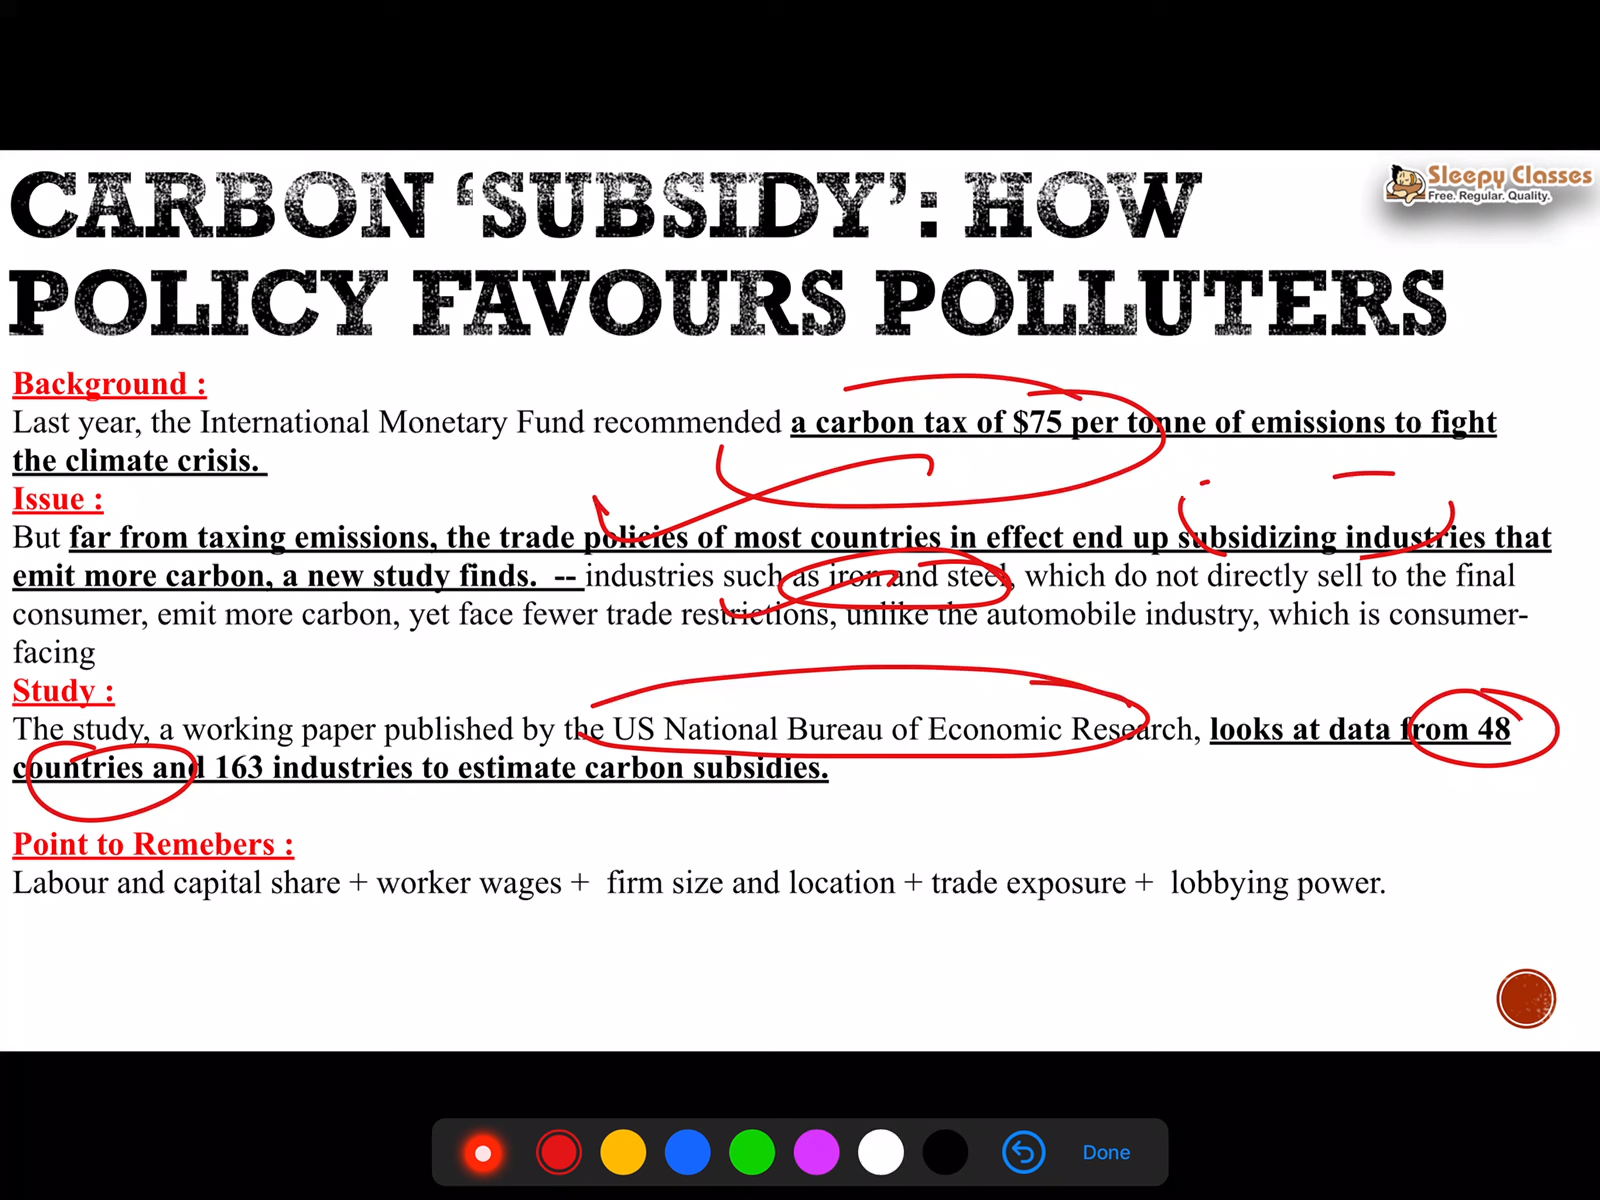 CARBON ‘SUBSIDY’: HOW
POLICY FAVOURS POLLUTERS
Sleepy Classes
Free. Regular. Quality.
Background :
Last year, the International Monetary Fund recommended a carbon tax of $75 per tonne of emissions to fight
the climate crisis.
Issue :
But far from taxing emissions, the trade policies of most countries in effect end up subsidizing industries that
emit more carbon, a new study finds. -- industries such as iron and steel, which do not directly sell to the final
consumer, emit more carbon, yet face fewer trade restrictions, unlike the automobile industry, which is consumer-
facing
Study :
The study, a working paper published by the US National Bureau of Economic Research, looks at data from 48
countries and 163 industries to estimate carbon subsidies.
Point to Remebers :
Labour and capital share + worker wages + firm size and location + trade exposure + lobbying power.
Done